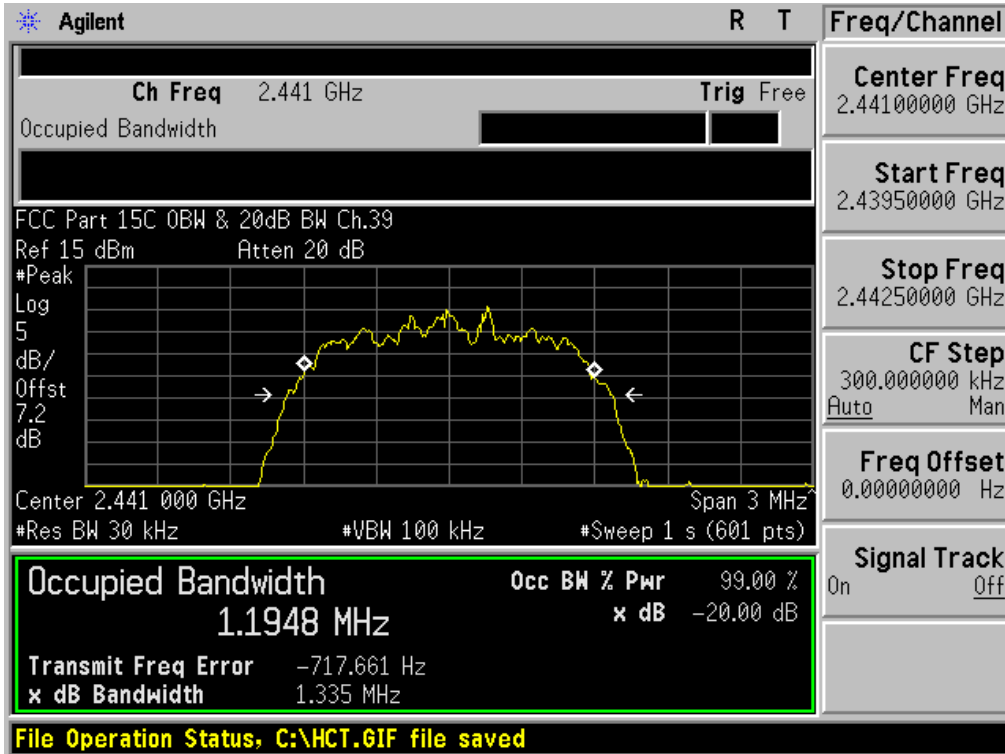 Agilent R T
Ch Freq 2.441 GHz Trig Free
Occupied Bandwidth
FCC Part 15C OBW & 20dB BW Ch.39
Ref 15 dBm Atten 20 dB
#Peak
Log
5
dB/
Offst
7.2
dB
Center 2.441 000 GHz Span 3 MHz^
#Res BW 30 kHz #VBW 100 kHz #Sweep 1 s (601 pts)
Occupied Bandwidth
1.1948 MHz
Occ BW % Pwr 99.00 %
x dB -20.00 dB
Transmit Freq Error -717.661 Hz
x dB Bandwidth 1.335 MHz
File Operation Status, C:\HCT.GIF file saved
Freq/Channel
Center Freq
2.44100000 GHz
Start Freq
2.43950000 GHz
Stop Freq
2.44250000 GHz
CF Step
300.000000 kHz
Auto Man
Freq Offset
0.00000000 Hz
Signal Track
On Off